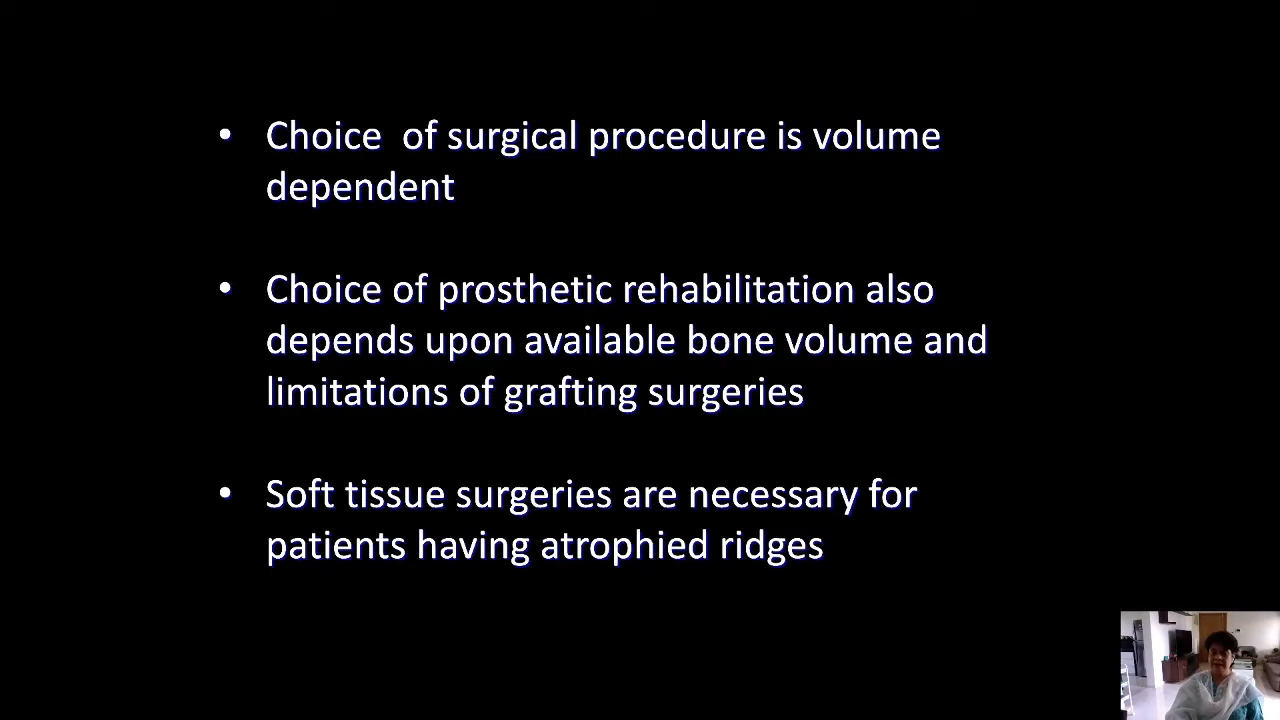 • Choice  of surgical procedure is volume
dependent
• Choice of prosthetic rehabilitation also
depends upon available bone volume and
limitations of grafting surgeries
• Soft tissue surgeries are necessary for
patients having atrophied ridges